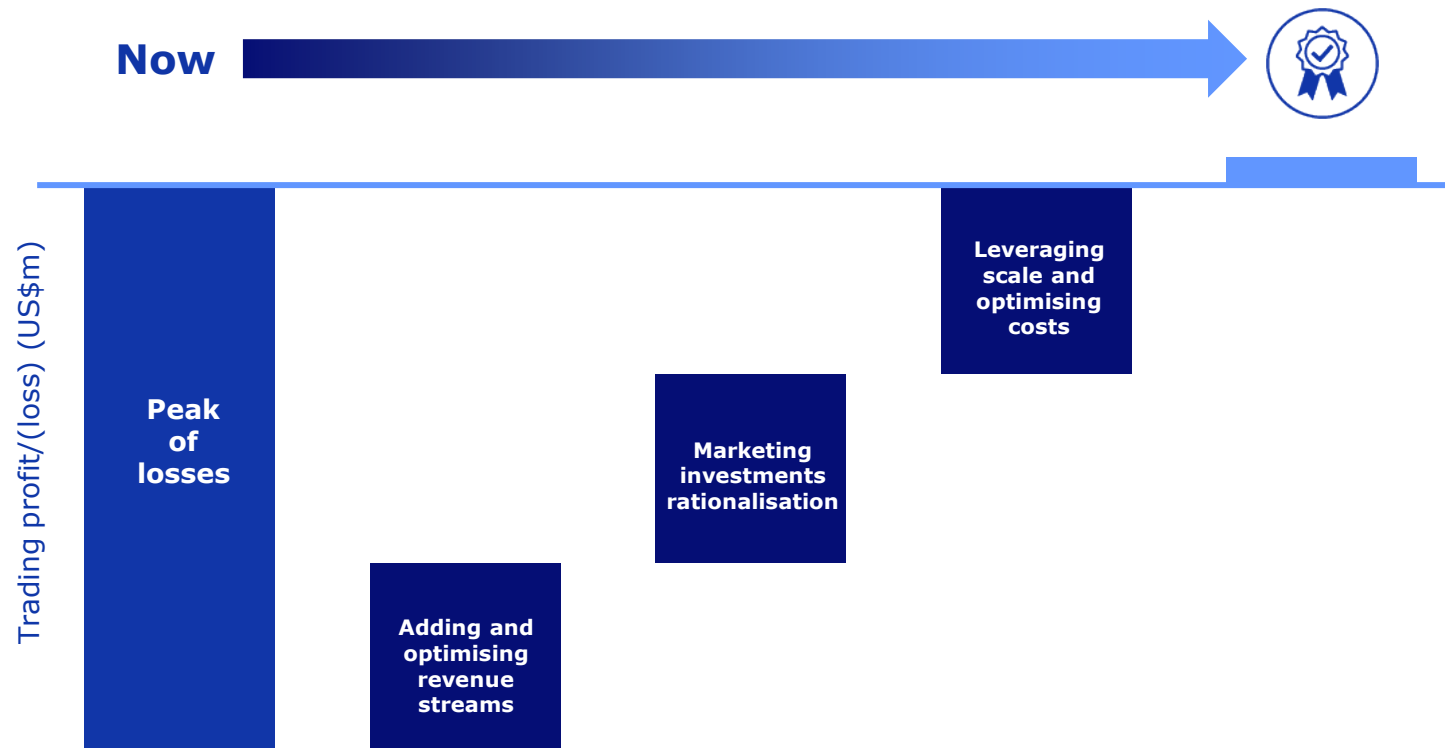 Now
Trading profit/(loss) (US$m)
Peak
of
losses
Adding and
optimising
revenue
streams
Marketing
investments
rationalisation
Leveraging
scale and
optimising
costs